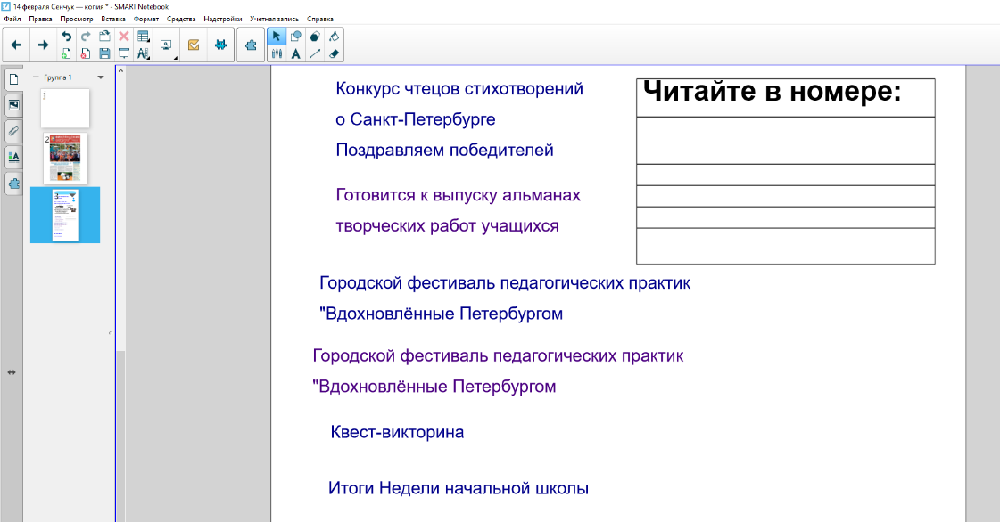 14 февраля Сенчук — копия * - SMART Notebook
Файл Правка Просмотр Вставка Формат Средства Надстройки Учетная запись Справка
Группа 1
j
2
Конкурс чтецов стихотворений
о Санкт-Петербурге
Поздравляем победителей
Читайте в номере:
Готовится к выпуску альманах
творческих работ учащихся
Городской фестиваль педагогических практик
"Вдохновлённые Петербургом
Городской фестиваль педагогических практик
"Вдохновлённые Петербургом
Квест-викторина
Итоги Недели начальной школы